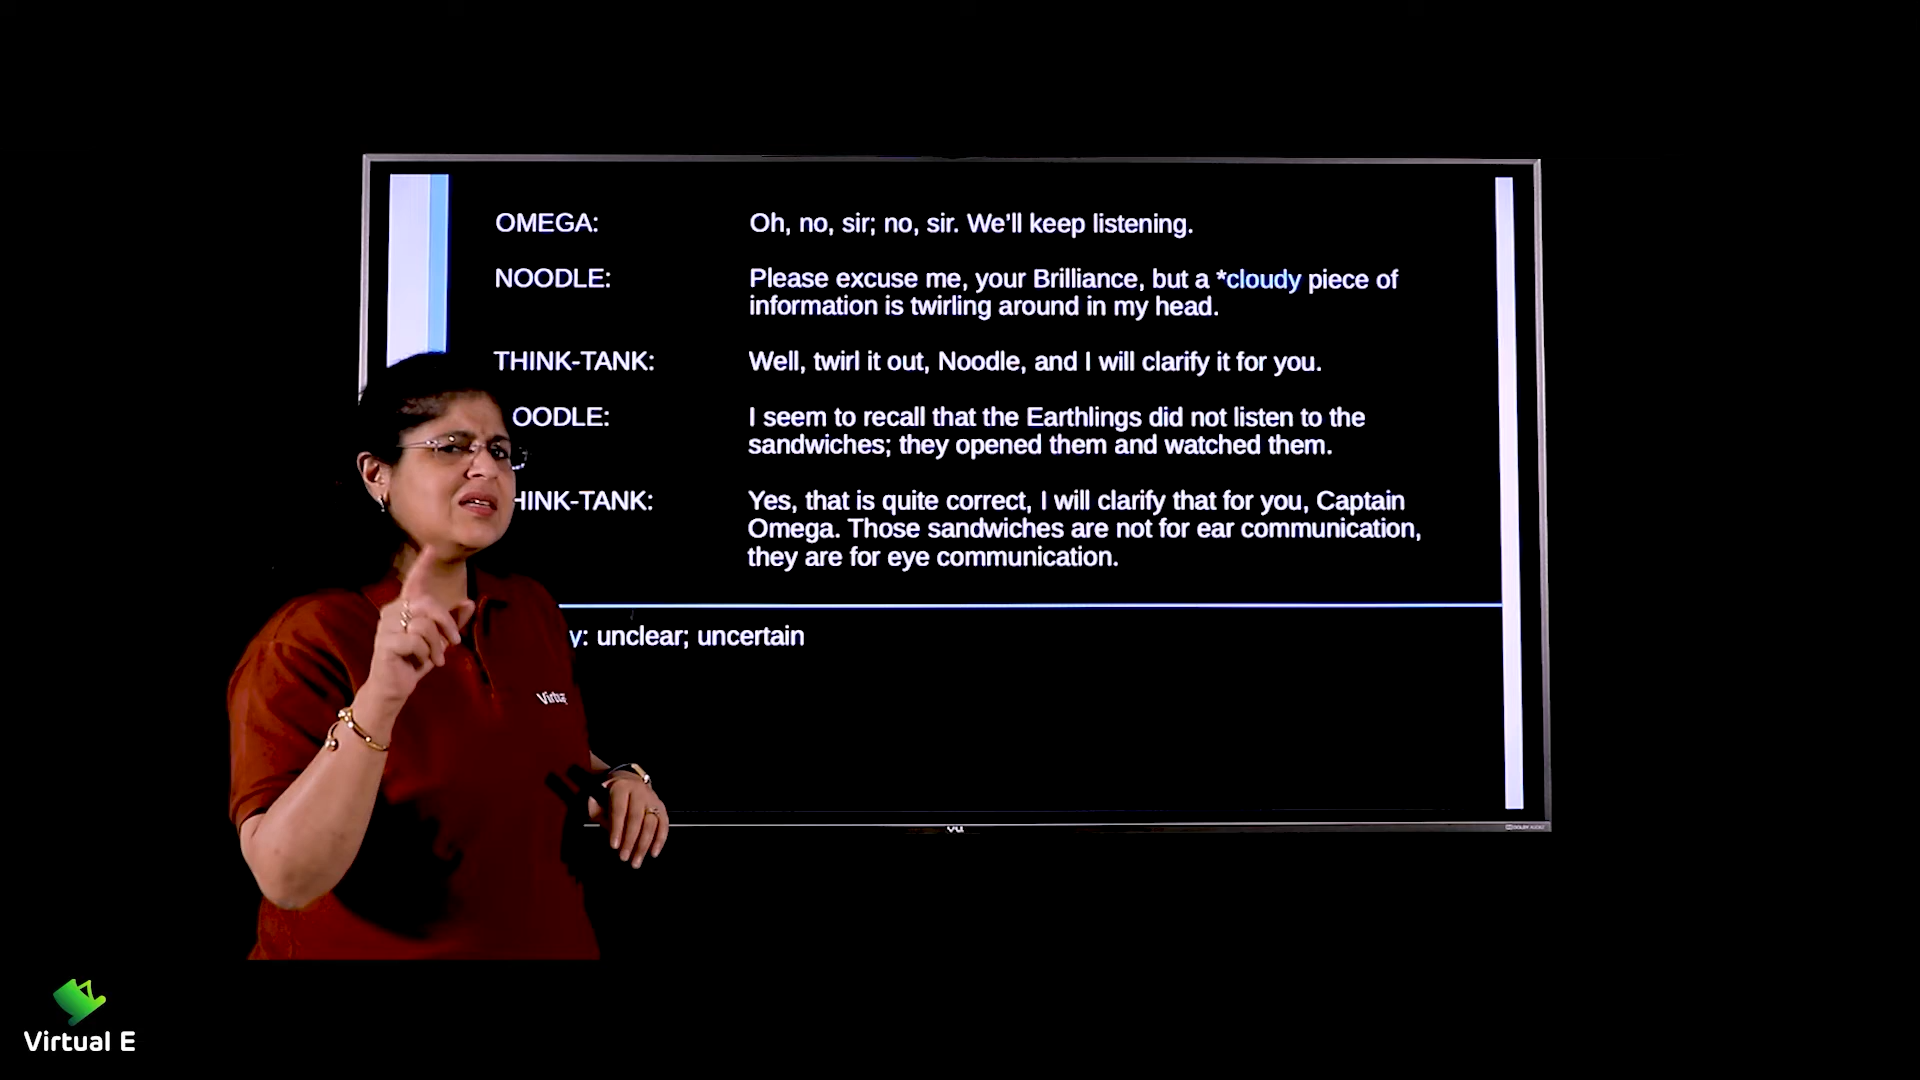 OMEGA: Oh, no, sir; no, sir. We'll keep listening.
NOODLE: Please excuse me, your Brilliance, but a *cloudy piece of
information is twirling around in my head.
THINK-TANK: Well, twirl it out, Noodle, and I will clarify it for you.
OODLE: I seem to recall that the Earthlings did not listen to the
sandwiches; they opened them and watched them.
HINK-TANK: Yes, that is quite correct, I will clarify that for you, Captain
Omega. Those sandwiches are not for ear communication,
they are for eye communication.
y: unclear; uncertain
Virtual E